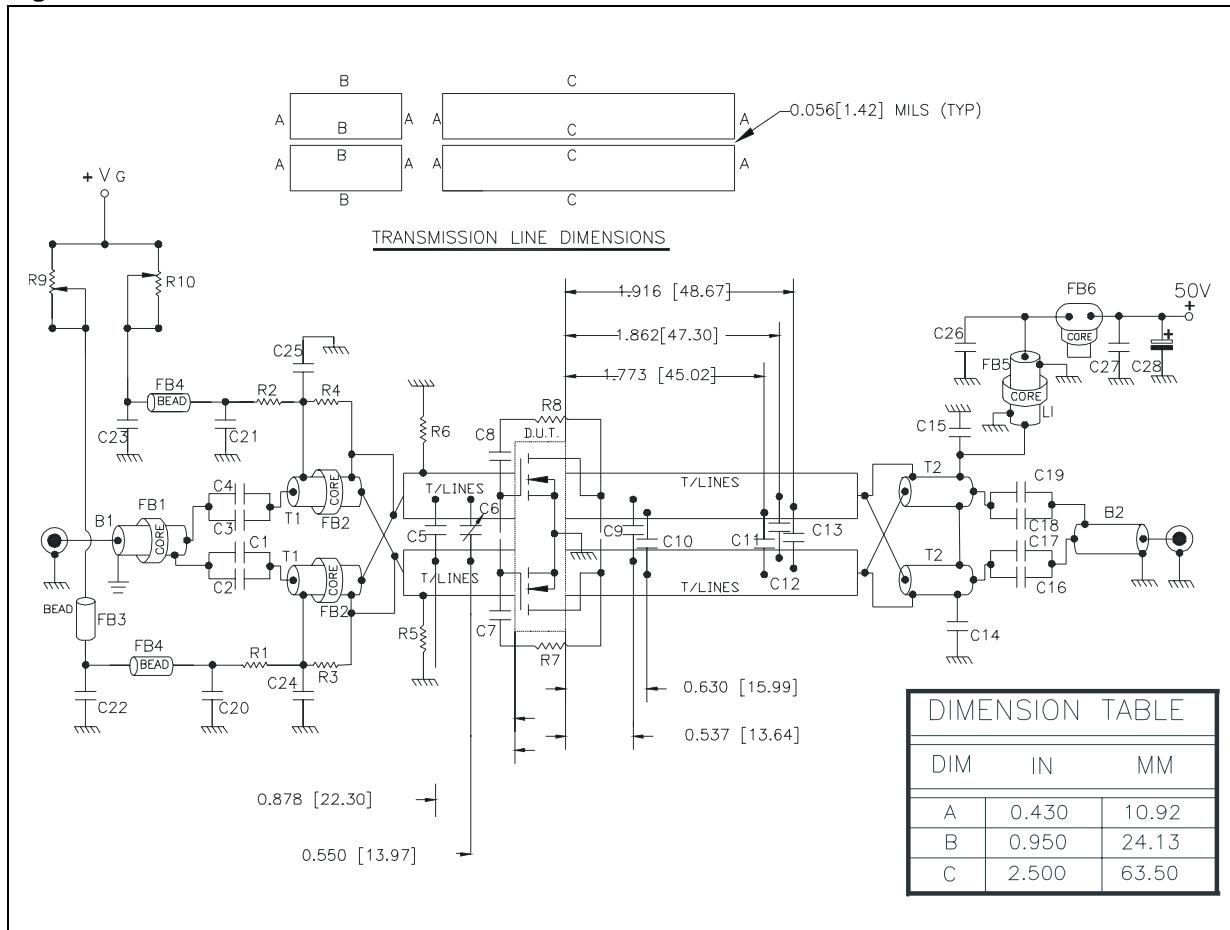 B
C
A
B
A
A
C
A
0.056[1.42] MILS (TYP)
A
B
A
A
C
A
B
C
+ V G
TRANSMISSION LINE DIMENSIONS
R9
R10
1.916 [48.67]
1.862[47.30]
1.773 [45.02]
FB6
50V
+
CORE
C26
C27
C28
+
FB5
CORE
L1
C25
FB4
BEAD
R2
R4
C23
C21
R6
R8
D.U.T.
C8
C15
T/LINES
T/LINES
C4
C3
T1
CORE
FB2
FB1
B1
CORE
C5
C6
C9
C10
C11
C13
C12
T2
C19
C18
B2
C1
C2
T1
CORE
FB2
T/LINES
T/LINES
T2
C17
C16
BEAD
FB3
C7
R5
R7
C14
FB4
BEAD
R1
R3
C22
C20
C24
0.630 [15.99]
0.537 [13.64]
0.878 [22.30]
0.550 [13.97]
DIMENSION TABLE
DIM IN MM
A 0.430 10.92
B 0.950 24.13
C 2.500 63.50